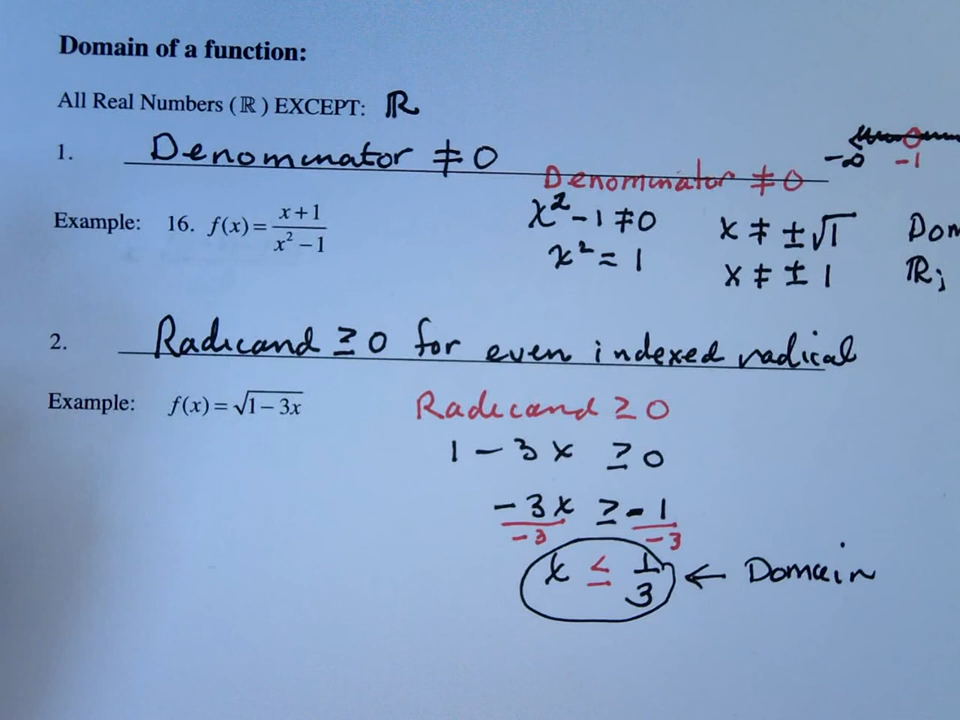 Domain of a function:
All Real Numbers (ℝ) EXCEPT: ℝ
1. Denominator ≠ 0
-∞ -1
Denominator ≠ 0
Example: 16. f(x) = (x+1)/(x² − 1)
x² − 1 ≠ 0
x² = 1
x ≠ ±√1
x ≠ ± 1
Dom
ℝ;
2. Radicand ≥ 0 for even indexed radical
Example: f(x) = √(1 − 3x)
Radicand ≥ 0
1 − 3x ≥ 0
−3x/−3 ≥ −1/−3
x ≤ 1/3 ← Domain